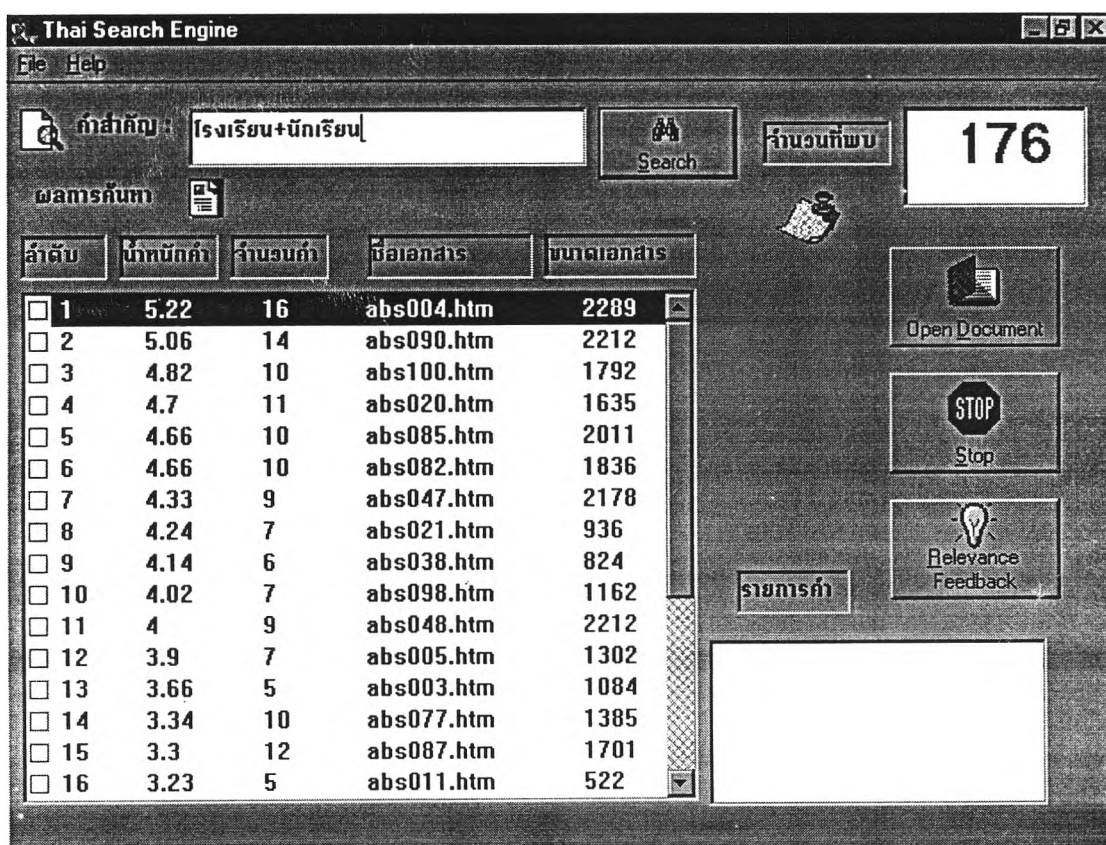 Thai Search Engine
File Help
คำสำคัญ : โรงเรียน+นักเรียน Search จำนวนที่พบ 176
ผลการค้นหา
ลำดับ น้ำหนักคำ จำนวนคำ ชื่อเอกสาร ขนาดเอกสาร
1 5.22 16 abs004.htm 2289
2 5.06 14 abs090.htm 2212
3 4.82 10 abs100.htm 1792
4 4.7 11 abs020.htm 1635
5 4.66 10 abs085.htm 2011
6 4.66 10 abs082.htm 1836
7 4.33 9 abs047.htm 2178
8 4.24 7 abs021.htm 936
9 4.14 6 abs038.htm 824
10 4.02 7 abs098.htm 1162
11 4 9 abs048.htm 2212
12 3.9 7 abs005.htm 1302
13 3.66 5 abs003.htm 1084
14 3.34 10 abs077.htm 1385
15 3.3 12 abs087.htm 1701
16 3.23 5 abs011.htm 522
Open Document
STOP
Stop
Relevance
Feedback
รายการคำ